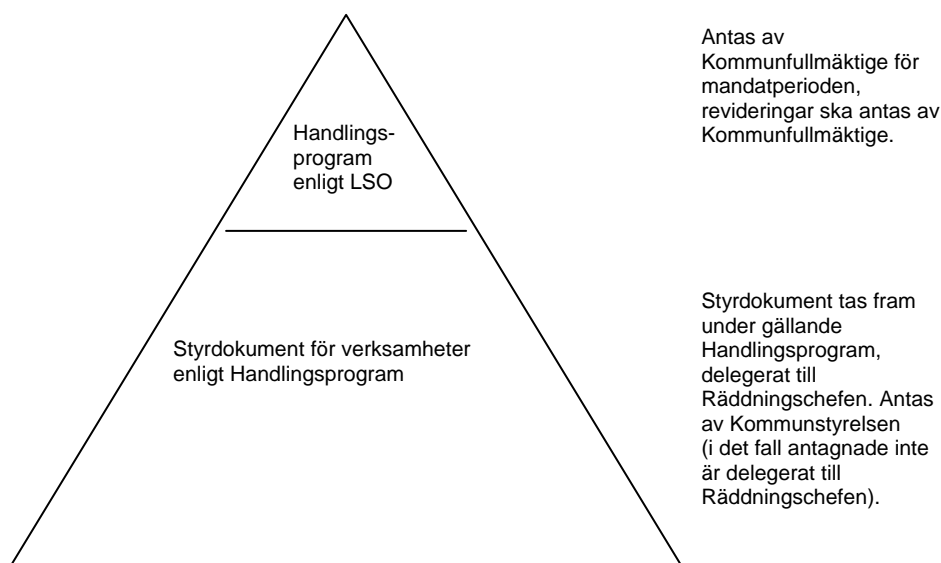 Antas av
Kommunfullmäktige för
mandatperioden,
revideringar ska antas av
Kommunfullmäktige.
Handlings-
program
enligt LSO
Styrdokument tas fram
under gällande
Handlingsprogram,
delegerat till
Räddningschefen. Antas
av Kommunstyrelsen
(i det fall antagnade inte
är delegerat till
Räddningschefen).
Styrdokument för verksamheter
enligt Handlingsprogram